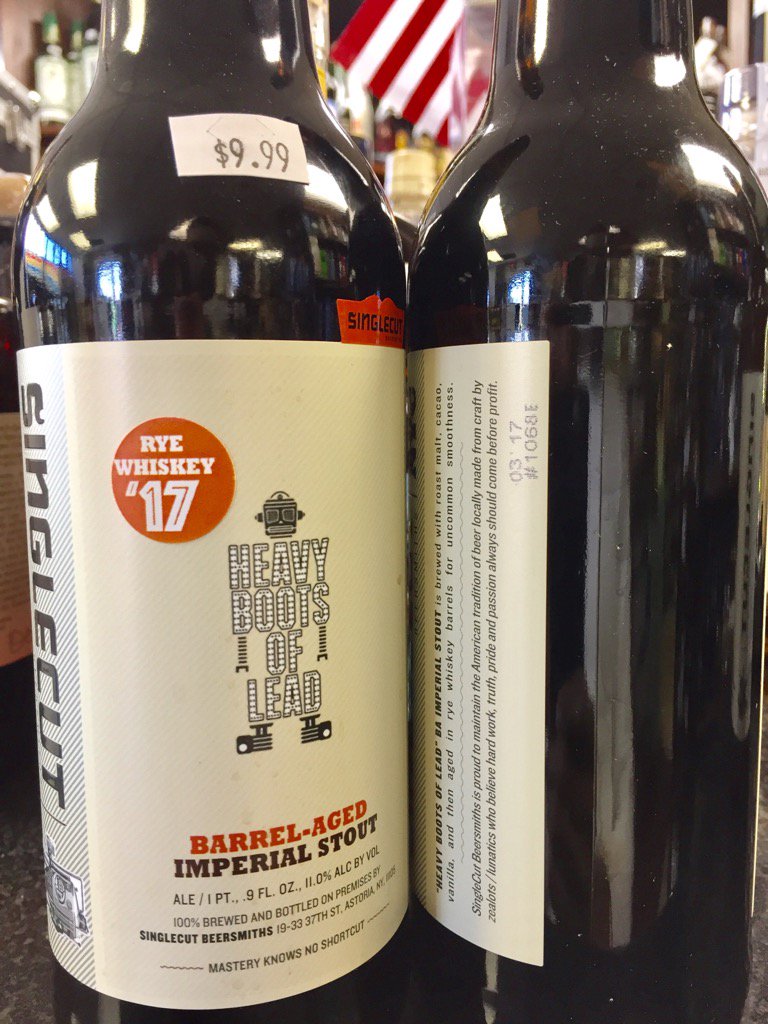 $9.99
SINGLECUT
SINGLECUT
RYE
WHISKEY
'17
HEAVY
BOOTS
OF
LEAD
BARREL-AGED
IMPERIAL STOUT
ALE / 1 PT., .9 FL. OZ., 11.0% ALC BY VOL
100% BREWED AND BOTTLED ON PREMISES BY
SINGLECUT BEERSMITHS 19-33 37TH ST. ASTORIA, NY, 11105
MASTERY KNOWS NO SHORTCUT
"HEAVY BOOTS OF LEAD" BA IMPERIAL STOUT is brewed with roast malt, cacao,
vanilla, and then aged in rye whiskey barrels for uncommon smoothness.
SingleCut Beersmiths is proud to maintain the American tradition of beer locally made from craft by
zealots / lunatics who believe hard work, truth, pride and passion always should come before profit.
03 17
#1068E